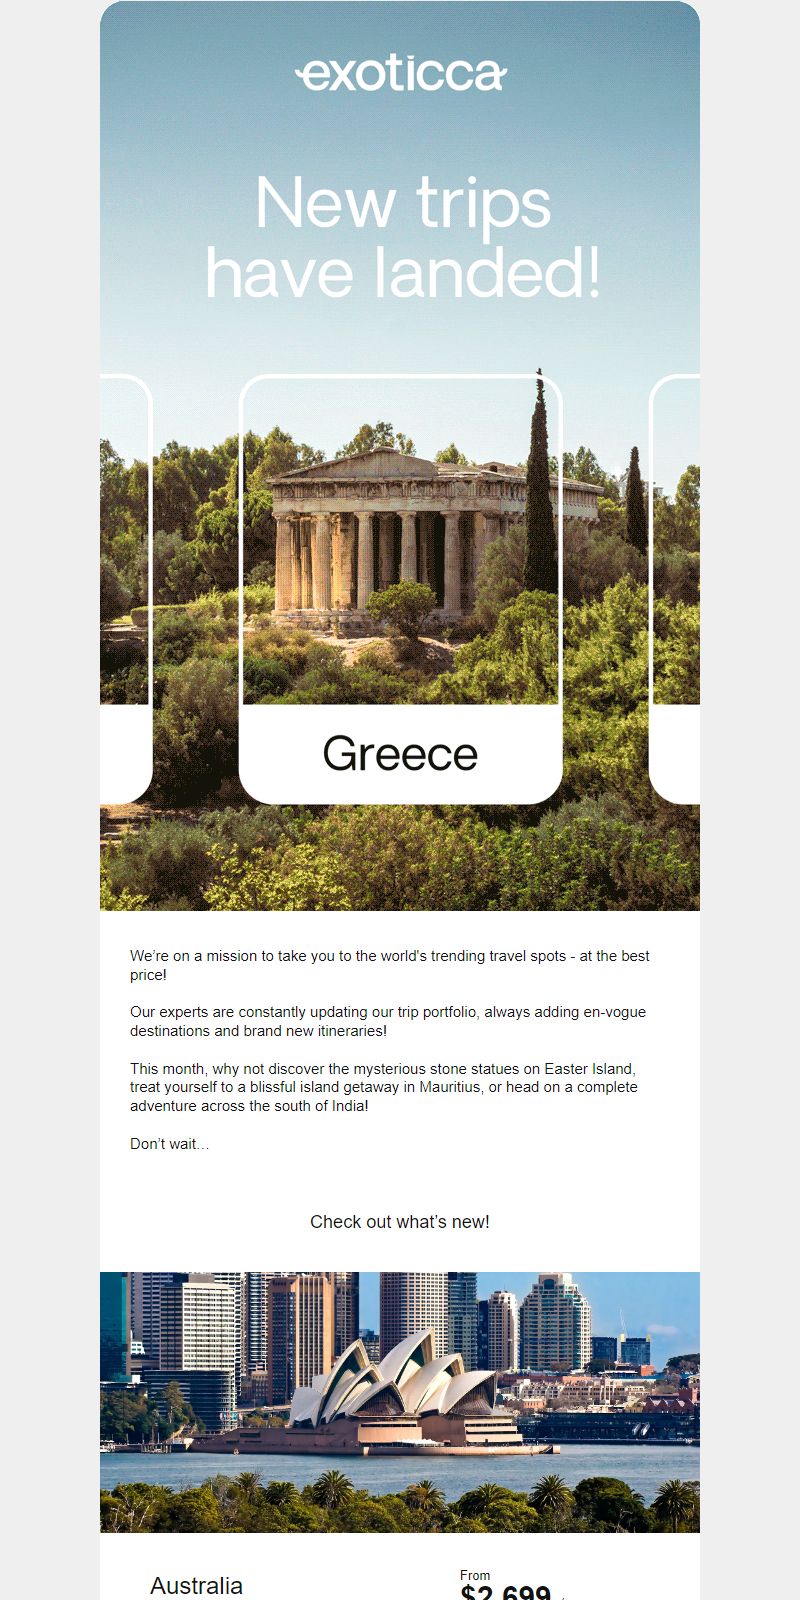 exoticca
New trips
have landed!
Greece
We’re on a mission to take you to the world's trending travel spots - at the best
price!
Our experts are constantly updating our trip portfolio, always adding en-vogue
destinations and brand new itineraries!
This month, why not discover the mysterious stone statues on Easter Island,
treat yourself to a blissful island getaway in Mauritius, or head on a complete
adventure across the south of India!
Don’t wait…
Check out what’s new!
From
Australia
$2,699